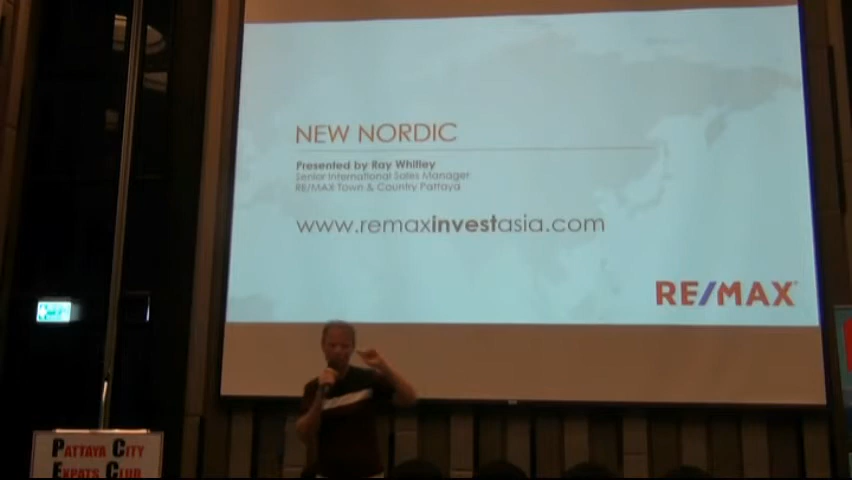 NEW NORDIC
Presented by Ray Whitley
Senior International Sales Manager
RE/MAX Town & Country Pattaya
www.remaxinvestasia.com
RE/MAX
PATTAYA CITY
EXPATS CLUB